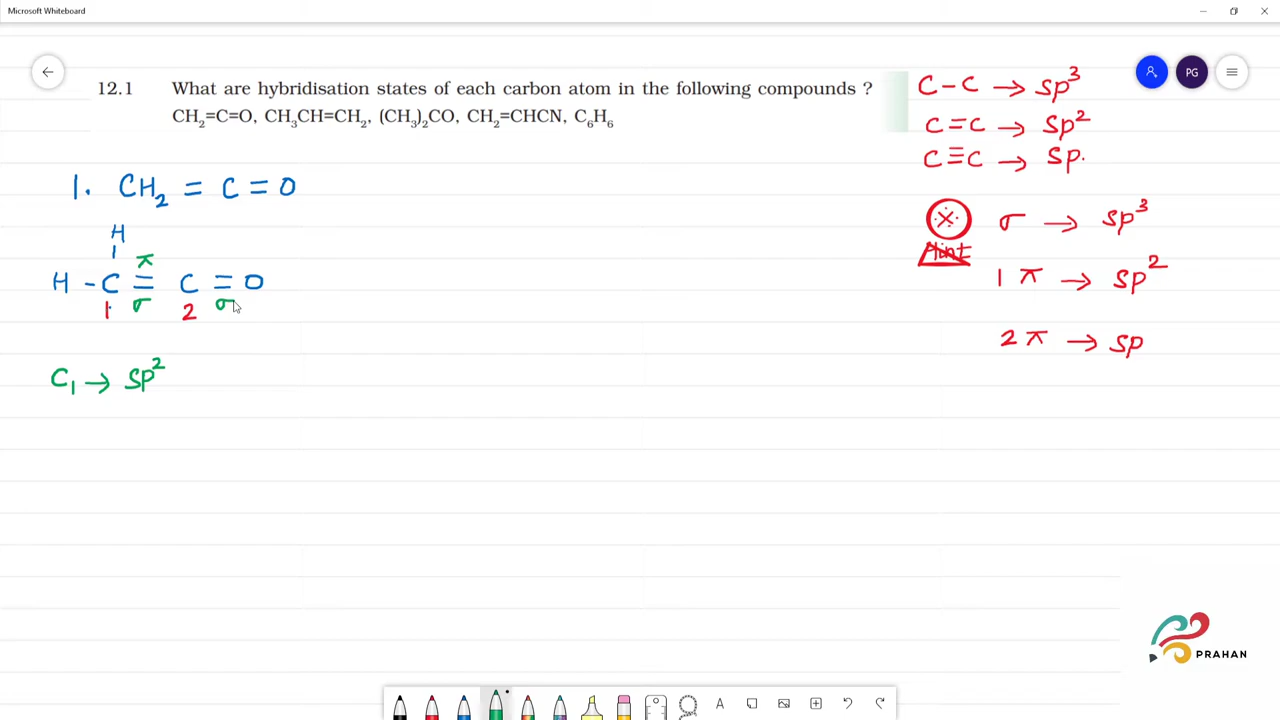 Microsoft Whiteboard
PG
12.1 What are hybridisation states of each carbon atom in the following compounds ?
CH₂=C=O, CH₃CH=CH₂, (CH₃)₂CO, CH₂=CHCN, C₆H₆
C-C → sp³
C=C → sp²
C≡C → sp.
1. CH₂ = C = O
Hint
σ → sp³
1 π → sp²
2 π → sp
H
π
H - C = C = O
1 σ 2 σ
C₁ → sp²
A
PRAHAN